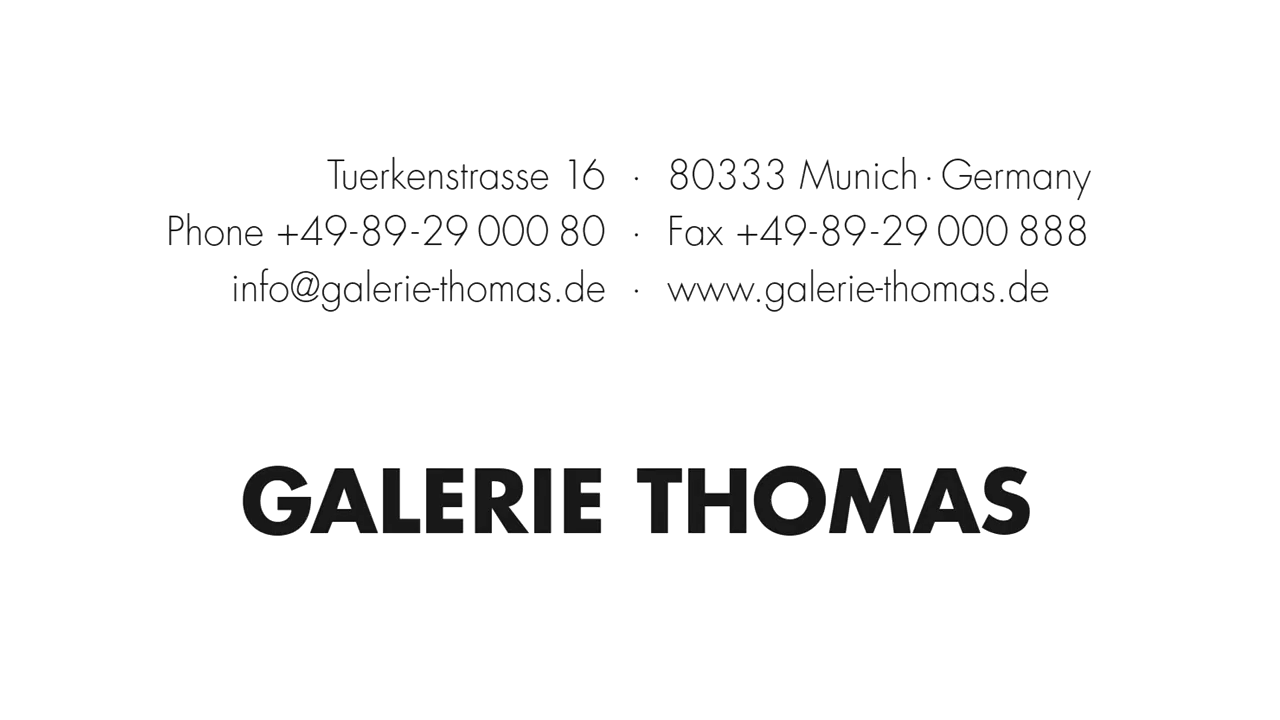 Tuerkenstrasse 16 · 80333 Munich · Germany
Phone +49-89-29 000 80 · Fax +49-89-29 000 888
info@galerie-thomas.de · www.galerie-thomas.de
GALERIE THOMAS